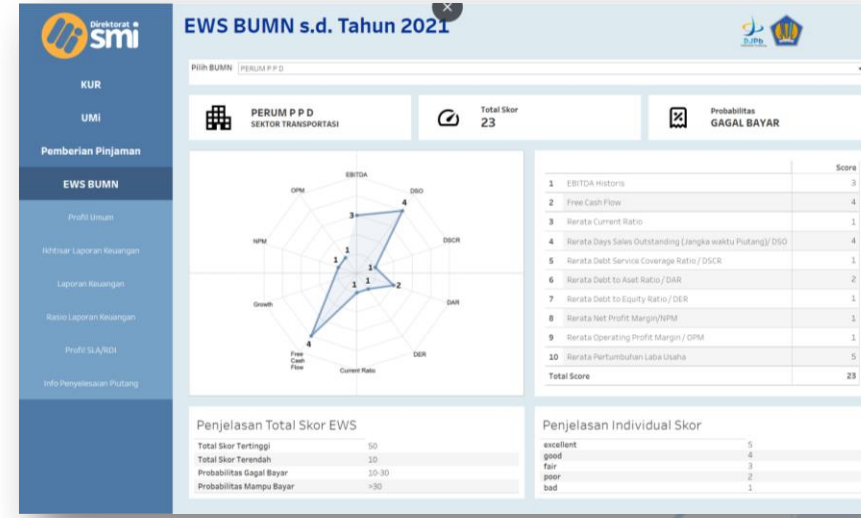 Direktorat
smi
EWS BUMN s.d. Tahun 2021
DJPb
Pilih BUMN PERUM P P D
KUR
UMi
Pemberian Pinjaman
EWS BUMN
Profil Umum
Ikhtisar Laporan Keuangan
Laporan Keuangan
Rasio Laporan Keuangan
Profil SLA/RDI
Info Penyelesaian Piutang
PERUM P P D
SEKTOR TRANSPORTASI
Total Skor
23
Probabilitas
GAGAL BAYAR
EBITDA
DSO
DSCR
DAR
DER
Current Ratio
Free
Cash
Flow
Growth
NPM
OPM
3
4
1
2
1
1
4
1
1
Score
1 EBITDA Historis 3
2 Free Cash Flow 4
3 Rerata Current Ratio 1
4 Rerata Days Sales Outstanding (Jangka waktu Piutang)/ DSO 4
5 Rerata Debt Service Coverage Ratio / DSCR 1
6 Rerata Debt to Aset Ratio / DAR 2
7 Rerata Debt to Equity Ratio / DER 1
8 Rerata Net Profit Margin/NPM 1
9 Rerata Operating Profit Margin / OPM 1
10 Rerata Pertumbuhan Laba Usaha 5
Total Score 23
Penjelasan Total Skor EWS
Total Skor Tertinggi 50
Total Skor Terendah 10
Probabilitas Gagal Bayar 10-30
Probabilitas Mampu Bayar >30
Penjelasan Individual Skor
excellent 5
good 4
fair 3
poor 2
bad 1